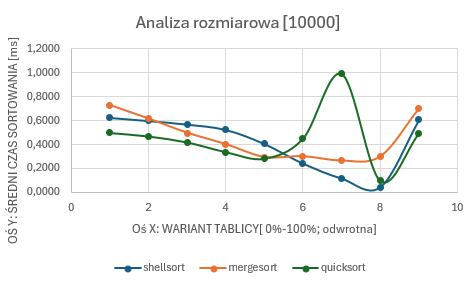 Analiza rozmiarowa [10000]
OŚ Y: ŚREDNI CZAS SORTOWANIA [ms]
1,2000
1,0000
0,8000
0,6000
0,4000
0,2000
0,0000
0 2 4 6 8 10
Oś X: WARIANT TABLICY[ 0%-100%; odwrotna]
shellsort mergesort quicksort